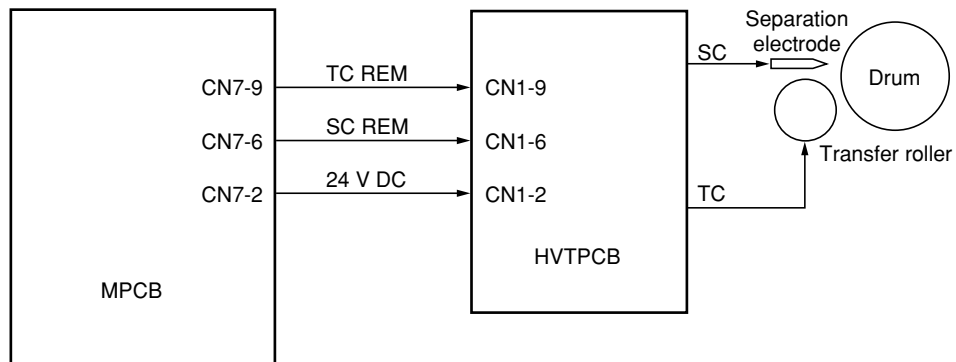 Separation
electrode
SC
Drum
TC REM
CN7-9
CN1-9
SC REM
CN7-6
CN1-6
Transfer roller
24 V DC
CN7-2
CN1-2
TC
HVTPCB
MPCB